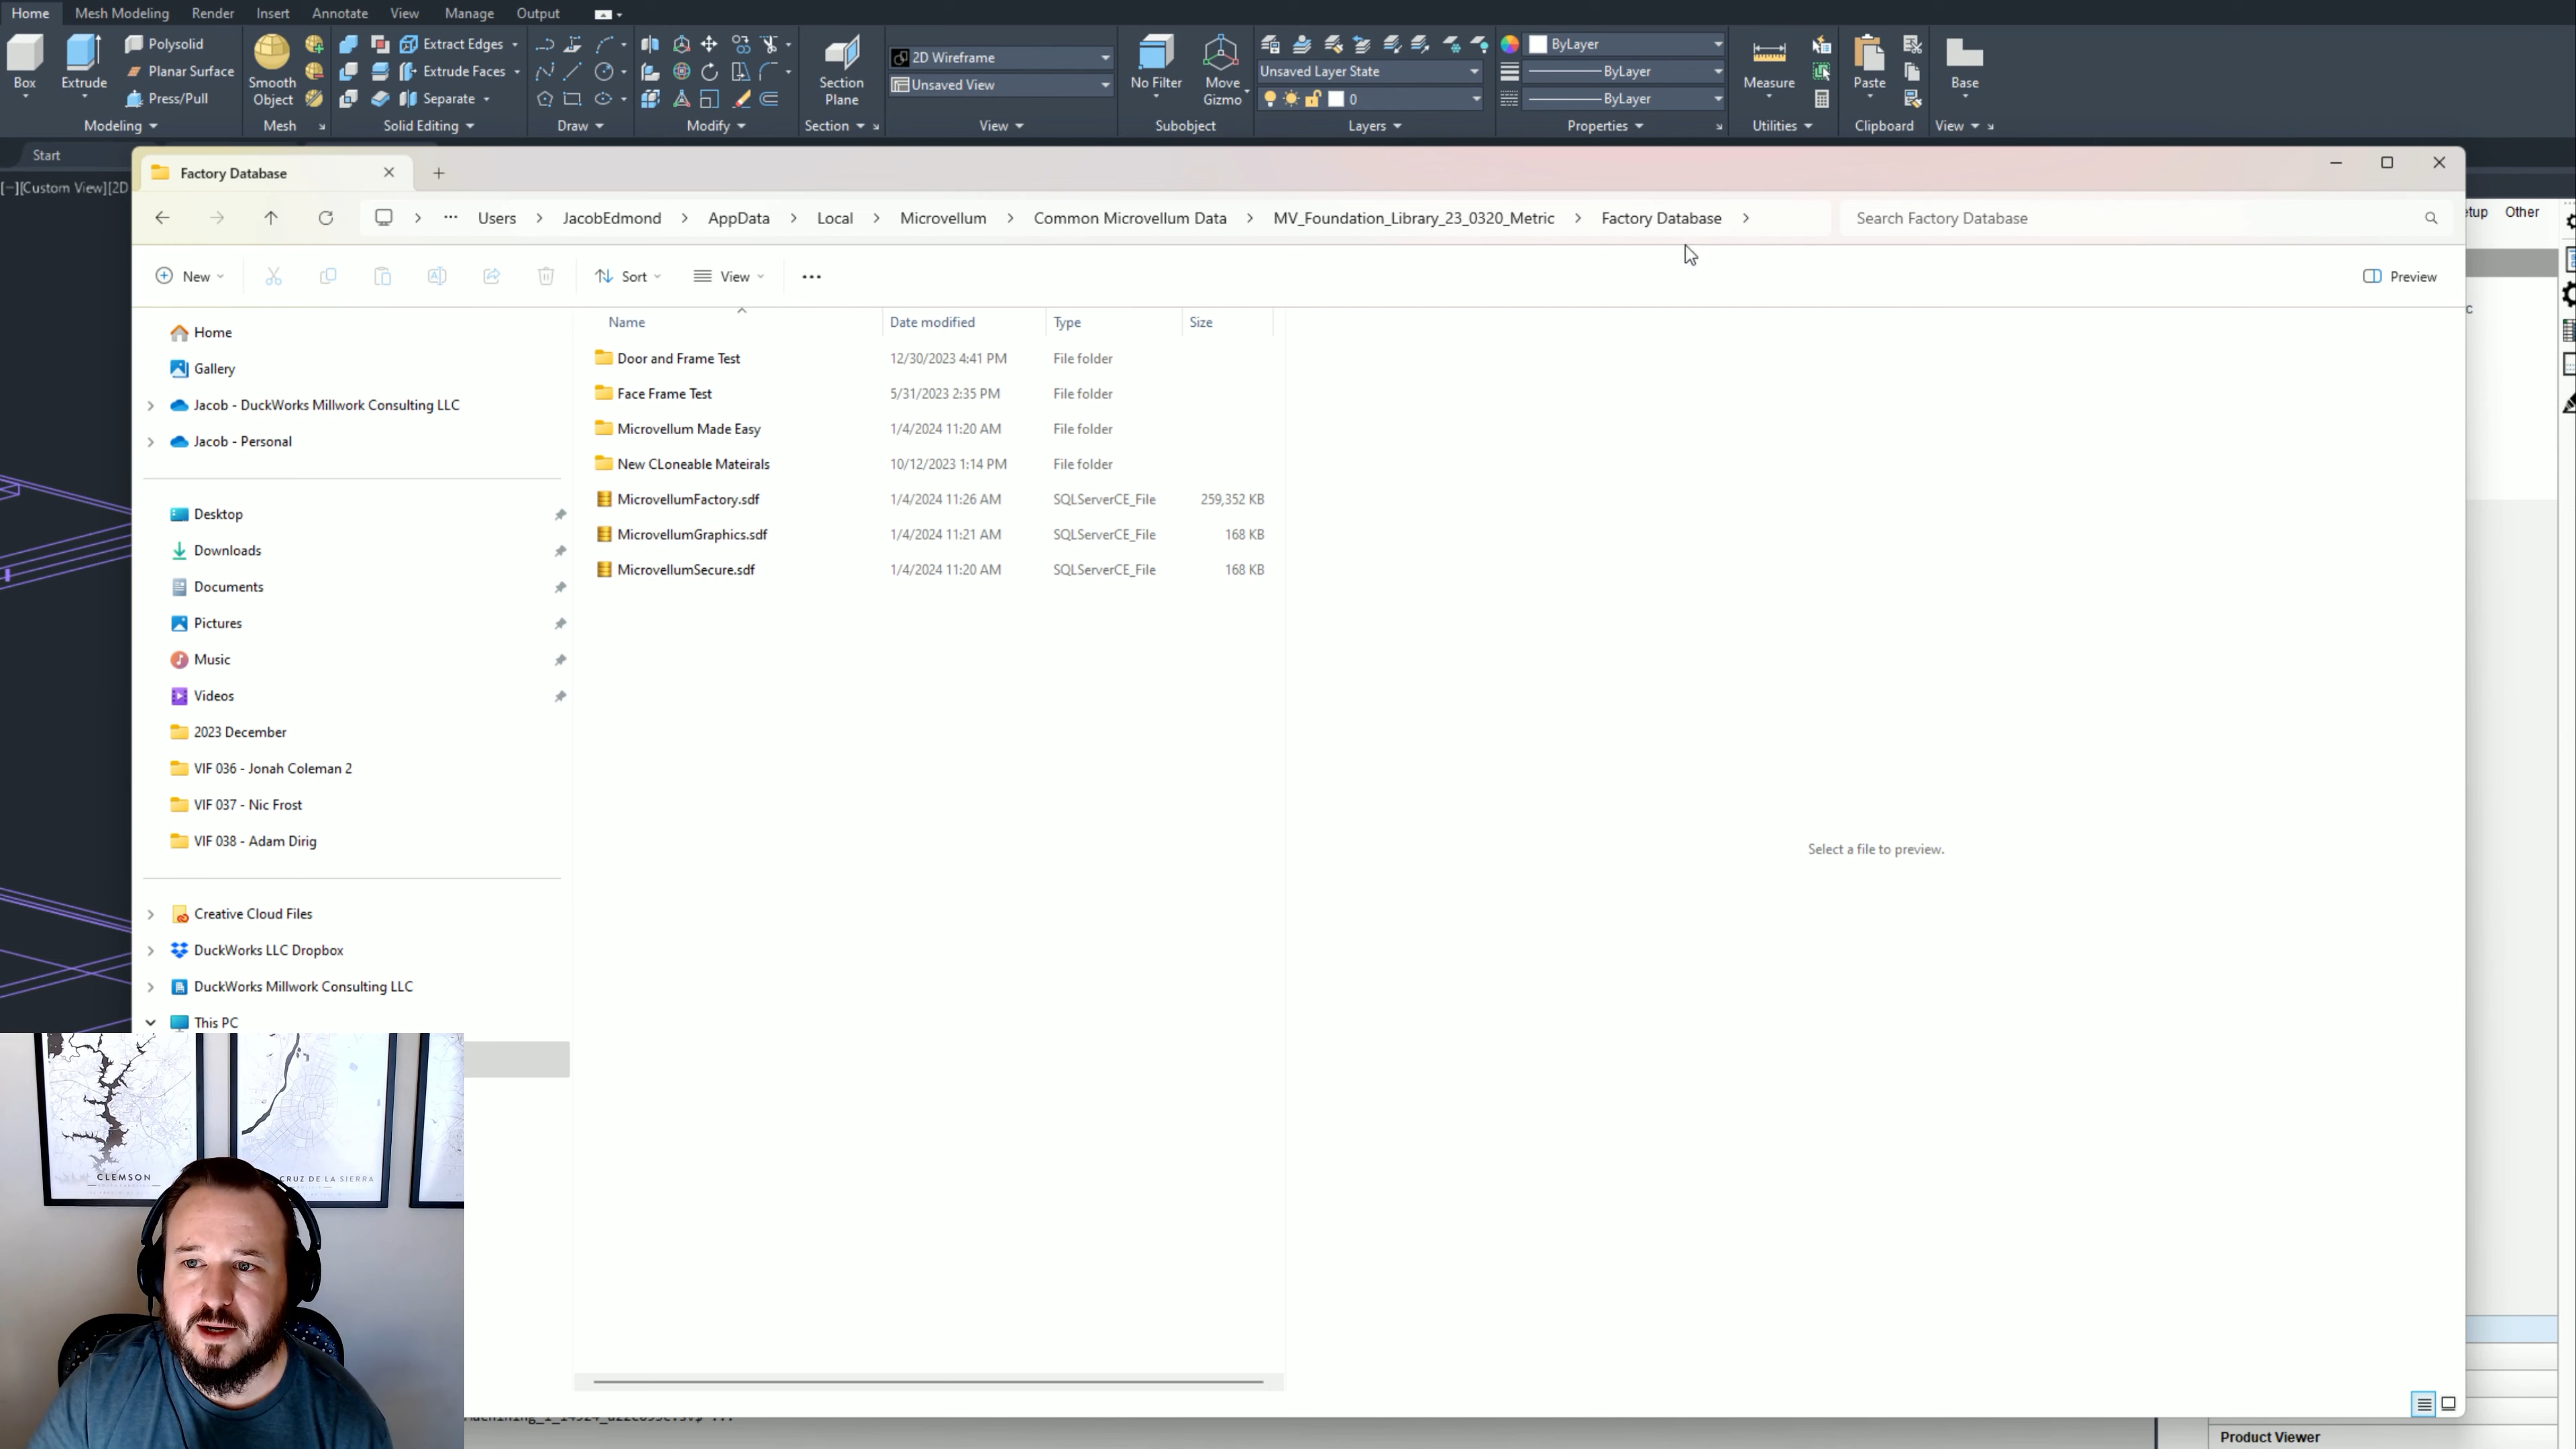 Home Mesh Modeling Render Insert Annotate View Manage Output
Box
Extrude
Polysolid
Planar Surface
Press/Pull
Modeling
Smooth Object
Mesh
Extract Edges
Extrude Faces
Separate
Solid Editing
Draw
Modify
Section Plane
Section
2D Wireframe
Unsaved View
View
No Filter
Move Gizmo
Subobject
Unsaved Layer State
0
Layers
ByLayer
ByLayer
ByLayer
Properties
Measure
Utilities
Paste
Clipboard
Base
View
Start
[−][Custom View][2D
Factory Database
Users JacobEdmond AppData Local Microvellum Common Microvellum Data MV_Foundation_Library_23_0320_Metric Factory Database
Search Factory Database
Other
New Sort View Preview
Home
Gallery
Jacob - DuckWorks Millwork Consulting LLC
Jacob - Personal
Desktop
Downloads
Documents
Pictures
Music
Videos
2023 December
VIF 036 - Jonah Coleman 2
VIF 037 - Nic Frost
VIF 038 - Adam Dirig
Creative Cloud Files
DuckWorks LLC Dropbox
DuckWorks Millwork Consulting LLC
This PC
Name Date modified Type Size
Door and Frame Test 12/30/2023 4:41 PM File folder
Face Frame Test 5/31/2023 2:35 PM File folder
Microvellum Made Easy 1/4/2024 11:20 AM File folder
New CLoneable Mateirals 10/12/2023 1:14 PM File folder
MicrovellumFactory.sdf 1/4/2024 11:26 AM SQLServerCE_File 259,352 KB
MicrovellumGraphics.sdf 1/4/2024 11:21 AM SQLServerCE_File 168 KB
MicrovellumSecure.sdf 1/4/2024 11:20 AM SQLServerCE_File 168 KB
Select a file to preview.
CLEMSON
CRUZ DE LA SIERRA
Product Viewer